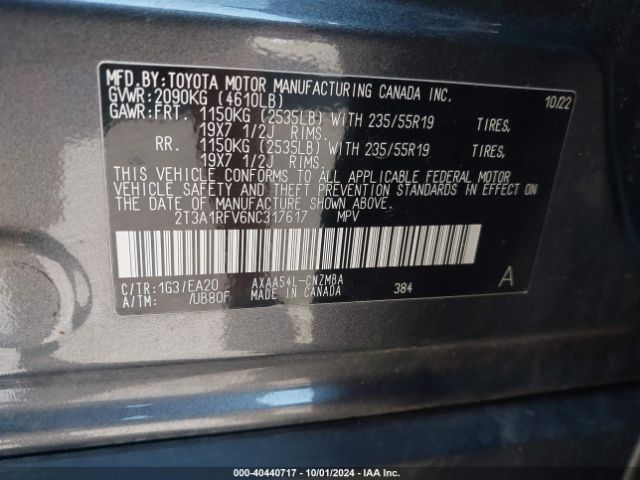 MFD. BY: TOYOTA MOTOR MANUFACTURING CANADA INC.
GVWR: 2090KG (4610LB) 10/22
GAWR: FRT. 1150KG (2535LB) WITH 235/55R19 TIRES,
19X7 1/2J RIMS.
RR. 1150KG (2535LB) WITH 235/55R19 TIRES,
19X7 1/2J RIMS.
THIS VEHICLE CONFORMS TO ALL APPLICABLE FEDERAL MOTOR
VEHICLE SAFETY AND THEFT PREVENTION STANDARDS IN EFFECT ON
THE DATE OF MANUFACTURE SHOWN ABOVE.
2T3A1RFV6NC317617 MPV
C/TR: 1G3/EA20 AXAA54L-CNZMBA 384 A
A/TM: /UB80F MADE IN CANADA
000-40440717 - 10/01/2024 - IAA Inc.